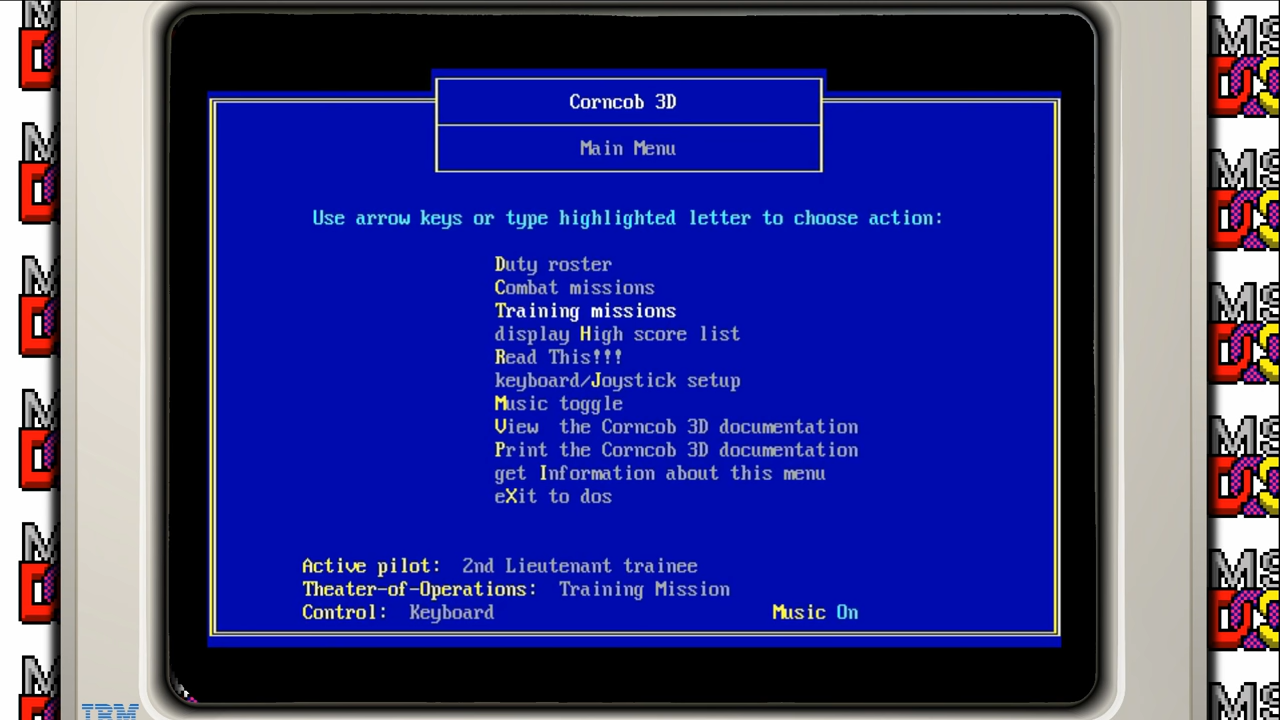 Corncob 3D
Main Menu
Use arrow keys or type highlighted letter to choose action:
Duty roster
Combat missions
Training missions
display High score list
Read This!!!
keyboard/Joystick setup
Music toggle
View  the Corncob 3D documentation
Print the Corncob 3D documentation
get Information about this menu
eXit to dos
Active pilot:  2nd Lieutenant trainee
Theater-of-Operations:  Training Mission
Control:  Keyboard
Music On
IBM